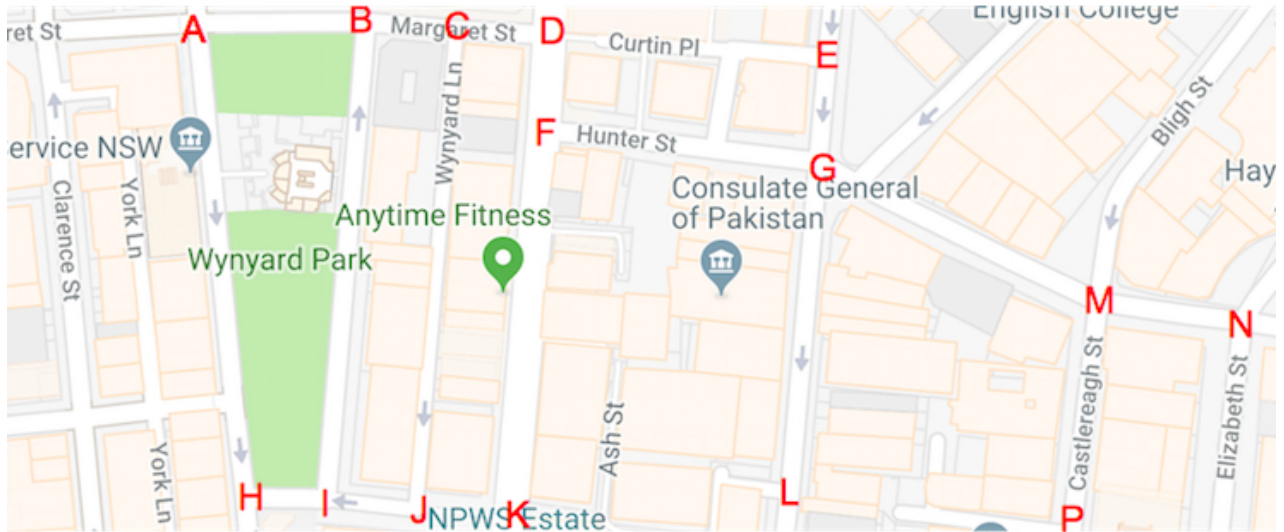 ret St
A
B
Margaret St
C
D
Curtin Pl
E
English College
Wynyard Ln
F
Hunter St
G
Bligh St
ervice NSW
York Ln
Clarence St
Consulate General
of Pakistan
Hay
Anytime Fitness
Wynyard Park
M
N
Ash St
Castlereagh St
Elizabeth St
York Ln
H
I
J
NPWS Estate
K
L
P